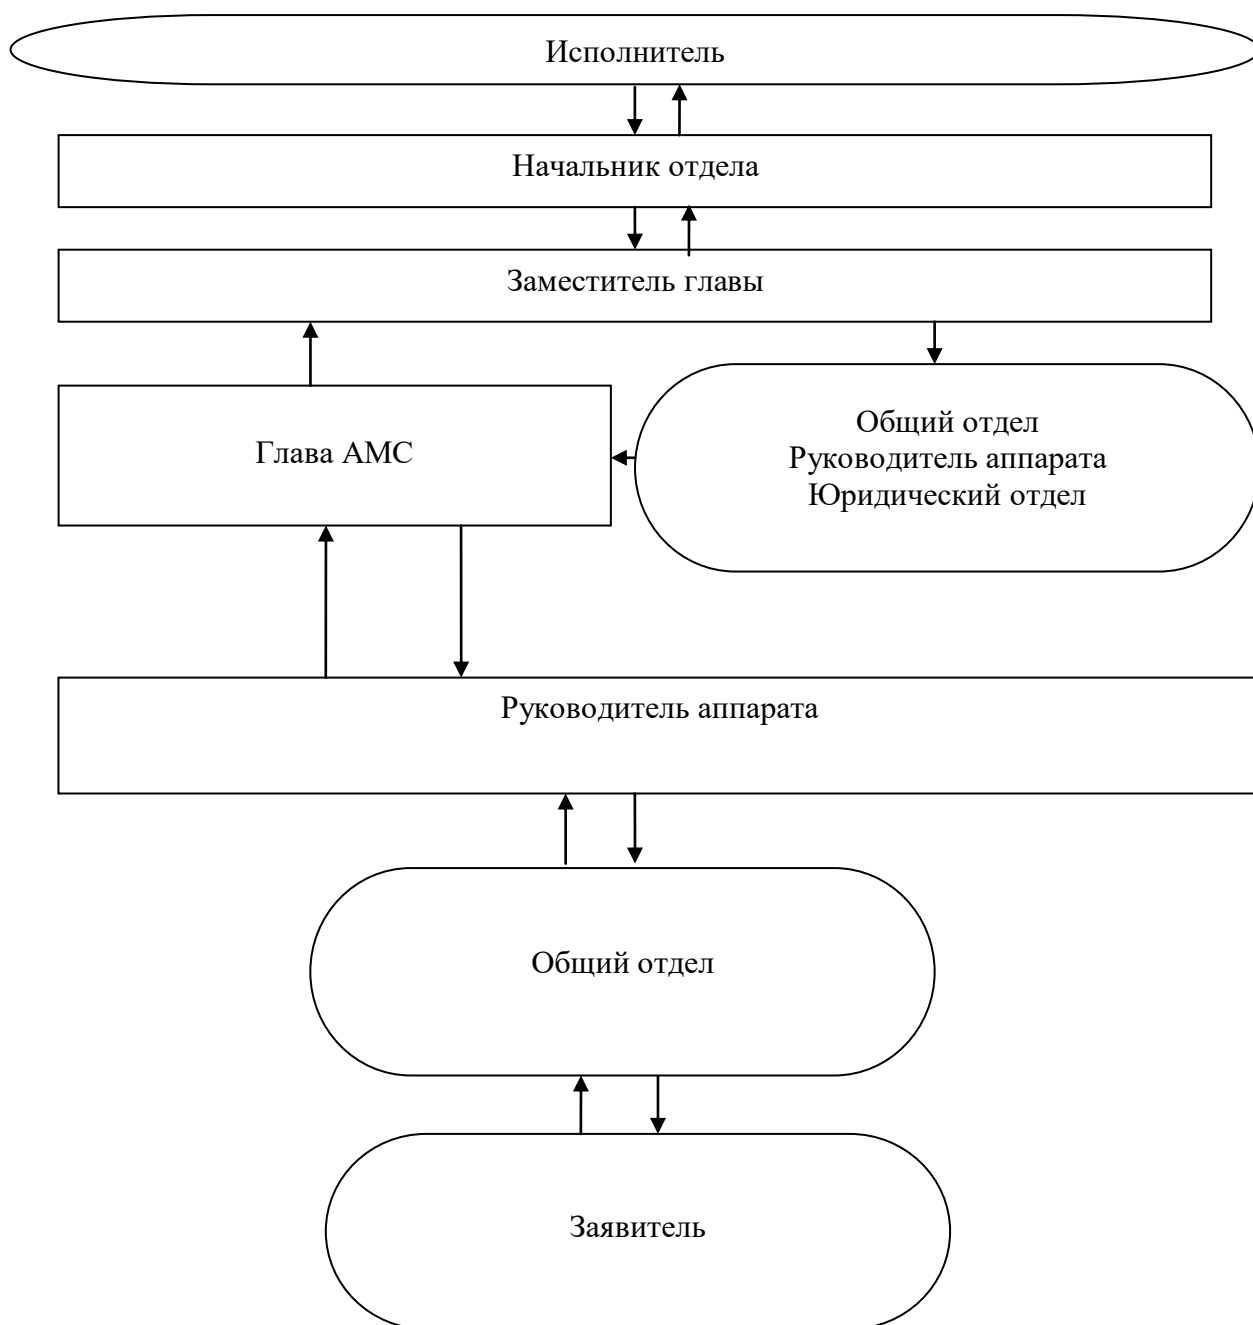 Исполнитель
Начальник отдела
Заместитель главы
Глава АМС
Общий отдел
Руководитель аппарата
Юридический отдел
Руководитель аппарата
Общий отдел
Заявитель